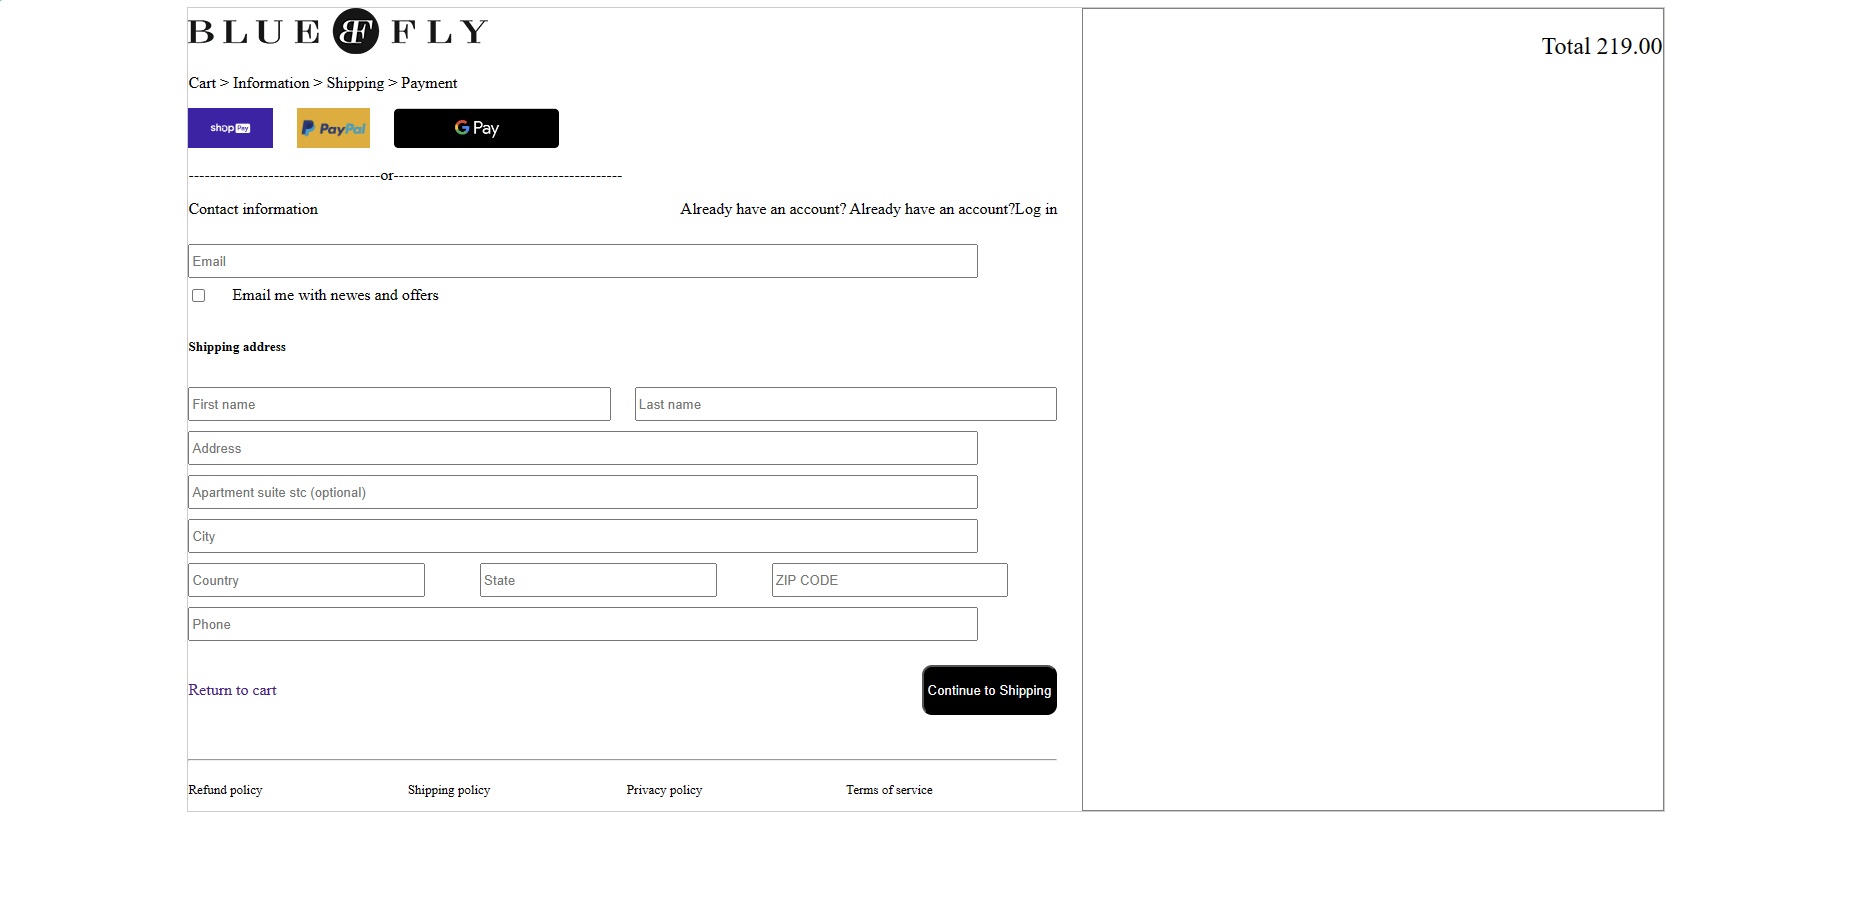 BLUE BF FLY
Total 219.00
Cart > Information > Shipping > Payment
shop Pay
PayPal
G Pay
------------------------------------or-------------------------------------------
Contact information
Already have an account? Already have an account?Log in
Email
Email me with newes and offers
Shipping address
First name
Last name
Address
Apartment suite stc (optional)
City
Country
State
ZIP CODE
Phone
Return to cart
Continue to Shipping
Refund policy
Shipping policy
Privacy policy
Terms of service